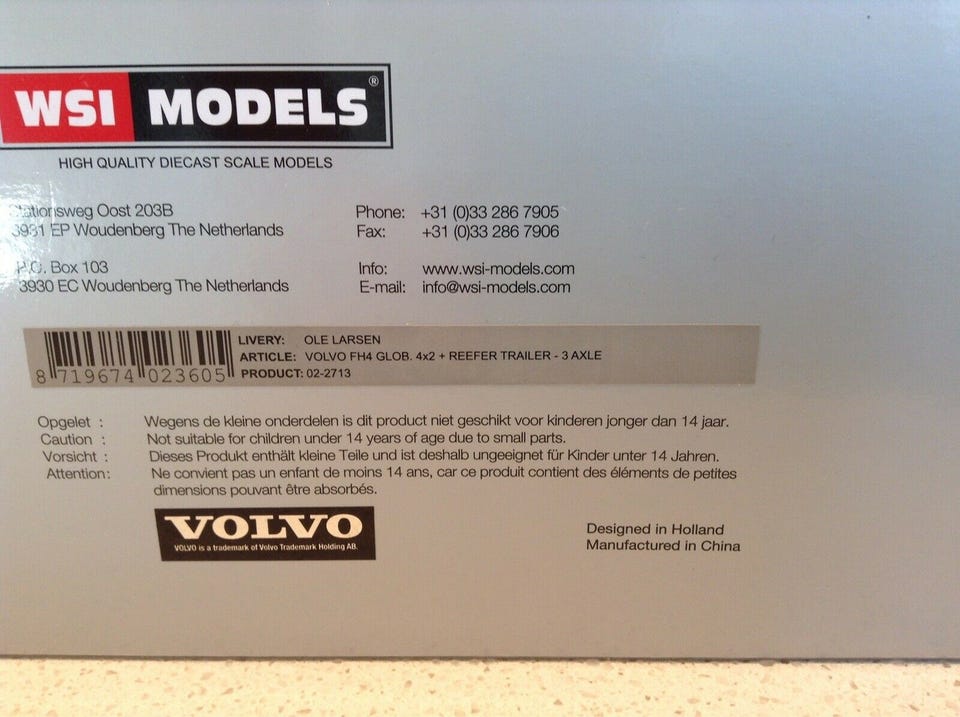 WSI MODELS®
HIGH QUALITY DIECAST SCALE MODELS
Stationsweg Oost 203B
3931 EP Woudenberg The Netherlands
P.O. Box 103
3930 EC Woudenberg The Netherlands
Phone: +31 (0)33 286 7905
Fax: +31 (0)33 286 7906
Info: www.wsi-models.com
E-mail: info@wsi-models.com
8 719674 023605
LIVERY: OLE LARSEN
ARTICLE: VOLVO FH4 GLOB. 4x2 + REEFER TRAILER - 3 AXLE
PRODUCT: 02-2713
Opgelet : Wegens de kleine onderdelen is dit product niet geschikt voor kinderen jonger dan 14 jaar.
Caution : Not suitable for children under 14 years of age due to small parts.
Vorsicht : Dieses Produkt enthält kleine Teile und ist deshalb ungeeignet für Kinder unter 14 Jahren.
Attention: Ne convient pas un enfant de moins 14 ans, car ce produit contient des éléments de petites
dimensions pouvant être absorbés.
VOLVO
VOLVO is a trademark of Volvo Trademark Holding AB.
Designed in Holland
Manufactured in China